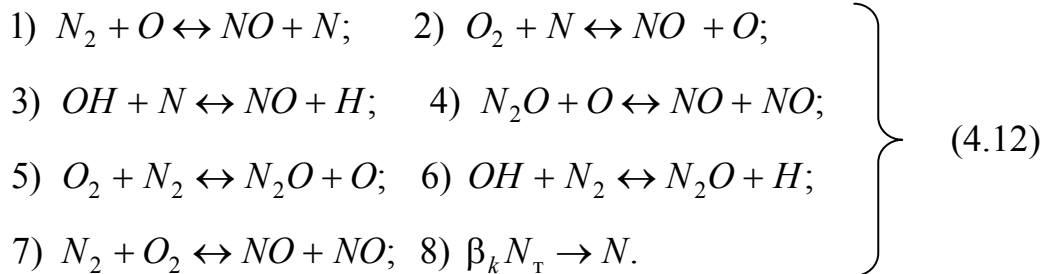 1) N₂ + O ↔ NO + N; 2) O₂ + N ↔ NO + O;
3) OH + N ↔ NO + H; 4) N₂O + O ↔ NO + NO;
(4.12)
5) O₂ + N₂ ↔ N₂O + O; 6) OH + N₂ ↔ N₂O + H;
7) N₂ + O₂ ↔ NO + NO; 8) βₖNт → N.